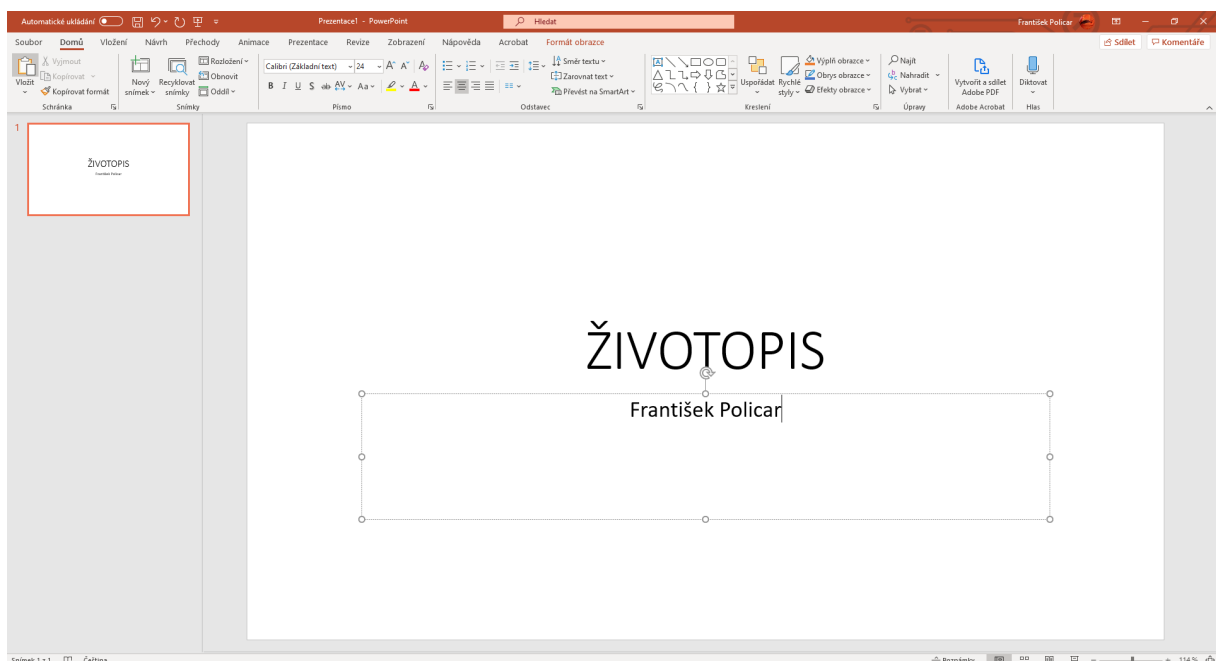 Automatické ukládání
Prezentace1 - PowerPoint
Hledat
František Policar
Soubor Domů Vložení Návrh Přechody Animace Prezentace Revize Zobrazení Nápověda Acrobat Formát obrazce
Sdílet Komentáře
Vložit
Vyjmout
Kopírovat
Kopírovat formát
Schránka
Nový snímek
Recyklovat snímky
Rozložení
Obnovit
Oddíl
Snímky
Calibri (Základní text) 24
Písmo
Směr textu
Zarovnat text
Převést na SmartArt
Odstavec
Uspořádat
Rychlé styly
Výplň obrazce
Obrys obrazce
Efekty obrazce
Kreslení
Najít
Nahradit
Vybrat
Úpravy
Vytvořit a sdílet
Adobe PDF
Adobe Acrobat
Diktovat
Hlas
1
ŽIVOTOPIS
František Policar
ŽIVOTOPIS
František Policar
Snímek 1 z 1 Čeština
Poznámky
114 %